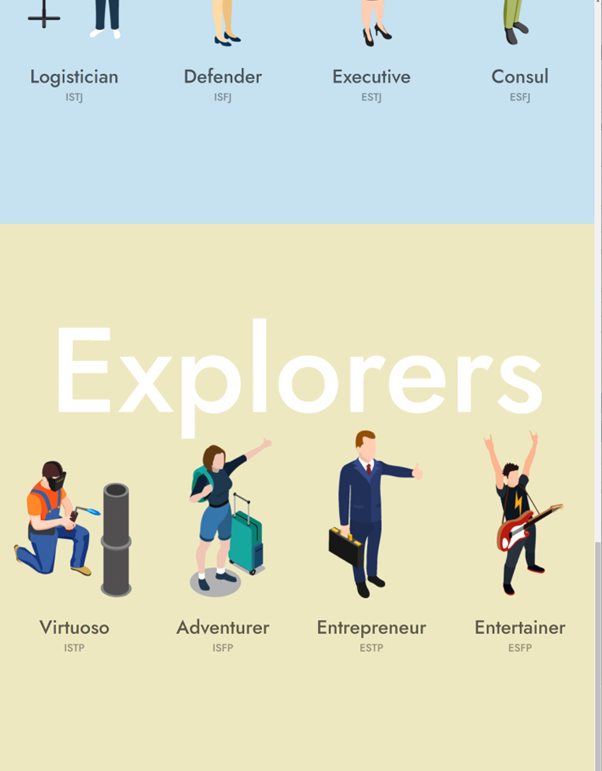 Logistician Defender Executive Consul
ISTJ ISFJ ESTJ ESFJ
Explorers
Virtuoso Adventurer Entrepreneur Entertainer
ISTP ISFP ESTP ESFP